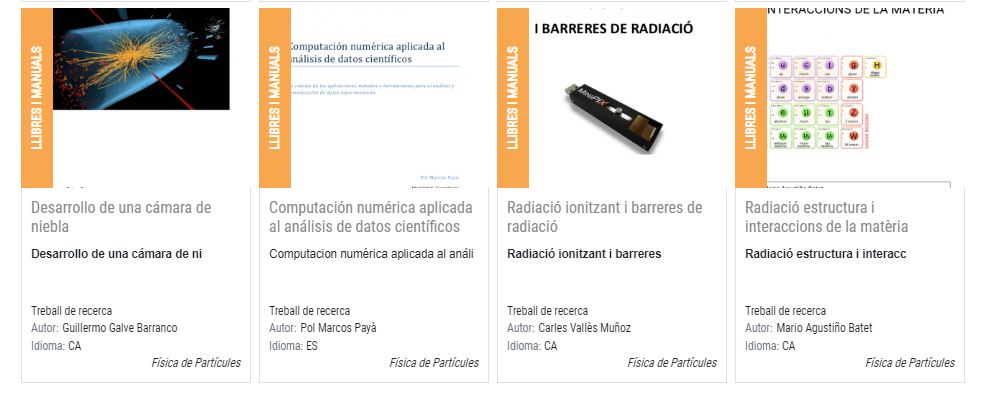 LLIBRES I MANUALS
Desarrollo de una cámara de
niebla
Desarrollo de una cámara de ni
Treball de recerca
Autor: Guillermo Galve Barranco
Idioma: CA
Física de Partícules
LLIBRES I MANUALS
Computación numérica aplicada al
análisis de datos científicos
Pol Marcos Payà
Computación numérica aplicada
al análisis de datos científicos
Computacion numérica aplicada al análi
Treball de recerca
Autor: Pol Marcos Payà
Idioma: ES
Física de Partícules
LLIBRES I MANUALS
I BARRERES DE RADIACIÓ
MiniPIX
Radiació ionitzant i barreres de
radiació
Radiació ionitzant i barreres
Treball de recerca
Autor: Carles Vallès Muñoz
Idioma: CA
Física de Partícules
LLIBRES I MANUALS
INTERACCIONS DE LA MATÈRIA
u c t g H
d s b γ
e μ τ Z
W
Mario Agustiño Batet
Radiació estructura i
interaccions de la matèria
Radiació estructura i interacc
Treball de recerca
Autor: Mario Agustiño Batet
Idioma: CA
Física de Partícules